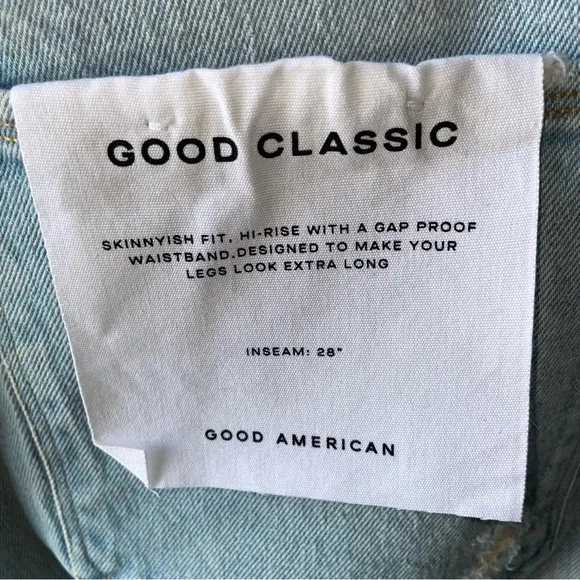 GOOD CLASSIC
SKINNYISH FIT. HI-RISE WITH A GAP PROOF
WAISTBAND.DESIGNED TO MAKE YOUR
LEGS LOOK EXTRA LONG
INSEAM: 28"
GOOD AMERICAN